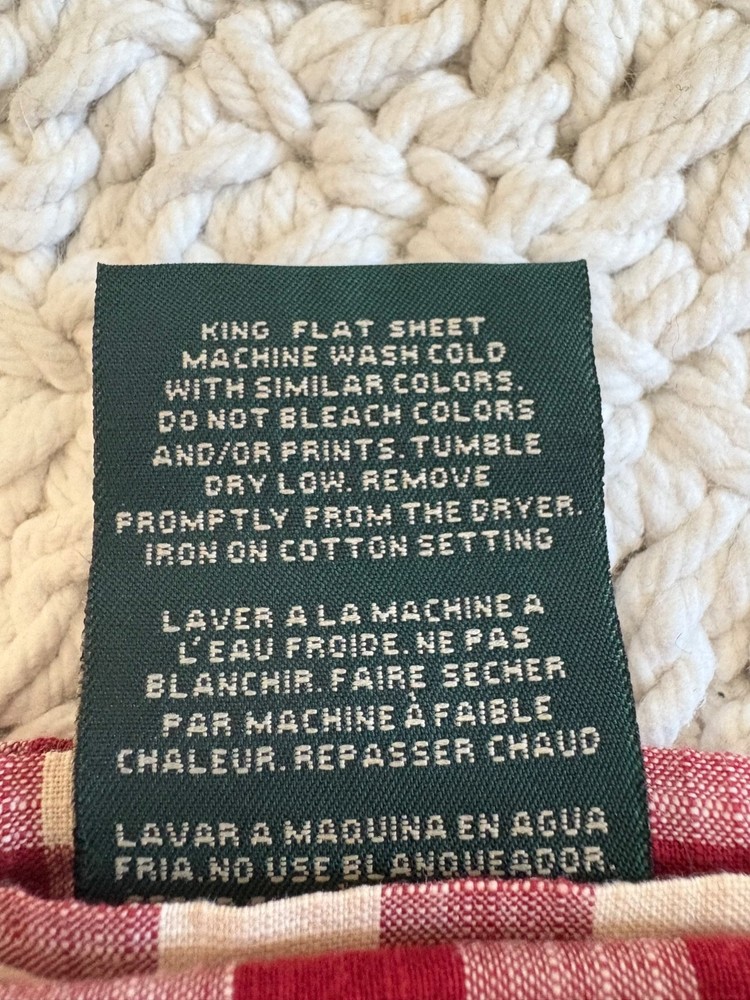 KING FLAT SHEET
MACHINE WASH COLD
WITH SIMILAR COLORS.
DO NOT BLEACH COLORS
AND/OR PRINTS. TUMBLE
DRY LOW. REMOVE
PROMPTLY FROM THE DRYER.
IRON ON COTTON SETTING
LAVER A LA MACHINE A
L'EAU FROIDE. NE PAS
BLANCHIR. FAIRE SECHER
PAR MACHINE À FAIBLE
CHALEUR. REPASSER CHAUD
LAVAR A MAQUINA EN AGUA
FRIA. NO USE BLANQUEADOR.